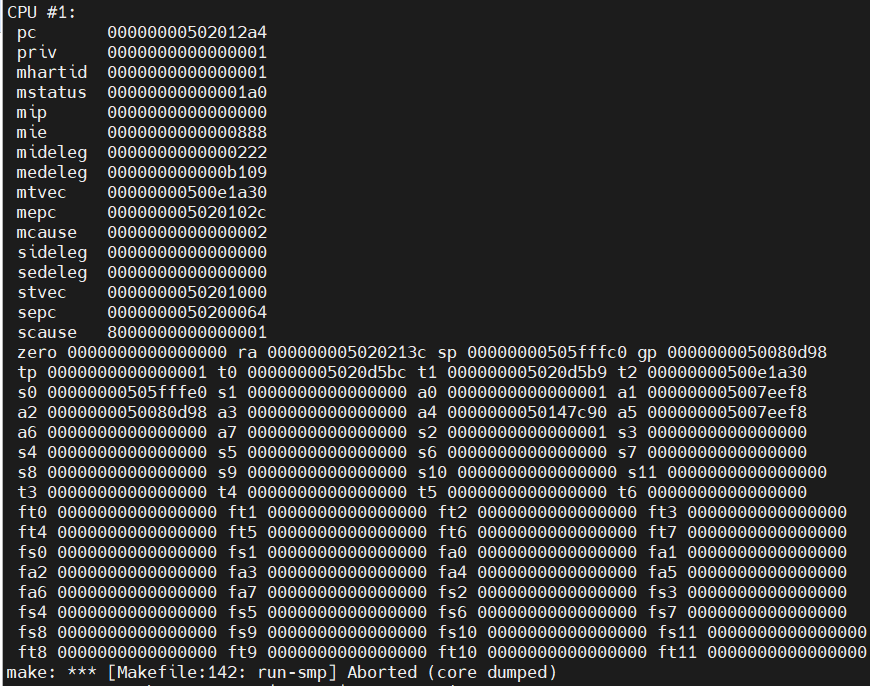 CPU #1:
pc 00000000502012a4
priv 0000000000000001
mhartid 0000000000000001
mstatus 00000000000001a0
mip 0000000000000000
mie 0000000000000888
mideleg 0000000000000222
medeleg 000000000000b109
mtvec 00000000500e1a30
mepc 000000005020102c
mcause 0000000000000002
sideleg 0000000000000000
sedeleg 0000000000000000
stvec 0000000050201000
sepc 0000000050200064
scause 8000000000000001
zero 0000000000000000 ra 000000005020213c sp 00000000505fffc0 gp 0000000050080d98
tp 0000000000000001 t0 000000005020d5bc t1 000000005020d5b9 t2 00000000500e1a30
s0 00000000505fffe0 s1 0000000000000000 a0 0000000000000001 a1 000000005007eef8
a2 0000000050080d98 a3 0000000000000000 a4 0000000050147c90 a5 000000005007eef8
a6 0000000000000000 a7 0000000000000000 s2 0000000000000001 s3 0000000000000000
s4 0000000000000000 s5 0000000000000000 s6 0000000000000000 s7 0000000000000000
s8 0000000000000000 s9 0000000000000000 s10 0000000000000000 s11 0000000000000000
t3 0000000000000000 t4 0000000000000000 t5 0000000000000000 t6 0000000000000000
ft0 0000000000000000 ft1 0000000000000000 ft2 0000000000000000 ft3 0000000000000000
ft4 0000000000000000 ft5 0000000000000000 ft6 0000000000000000 ft7 0000000000000000
fs0 0000000000000000 fs1 0000000000000000 fa0 0000000000000000 fa1 0000000000000000
fa2 0000000000000000 fa3 0000000000000000 fa4 0000000000000000 fa5 0000000000000000
fa6 0000000000000000 fa7 0000000000000000 fs2 0000000000000000 fs3 0000000000000000
fs4 0000000000000000 fs5 0000000000000000 fs6 0000000000000000 fs7 0000000000000000
fs8 0000000000000000 fs9 0000000000000000 fs10 0000000000000000 fs11 0000000000000000
ft8 0000000000000000 ft9 0000000000000000 ft10 0000000000000000 ft11 0000000000000000
make: *** [Makefile:142: run-smp] Aborted (core dumped)